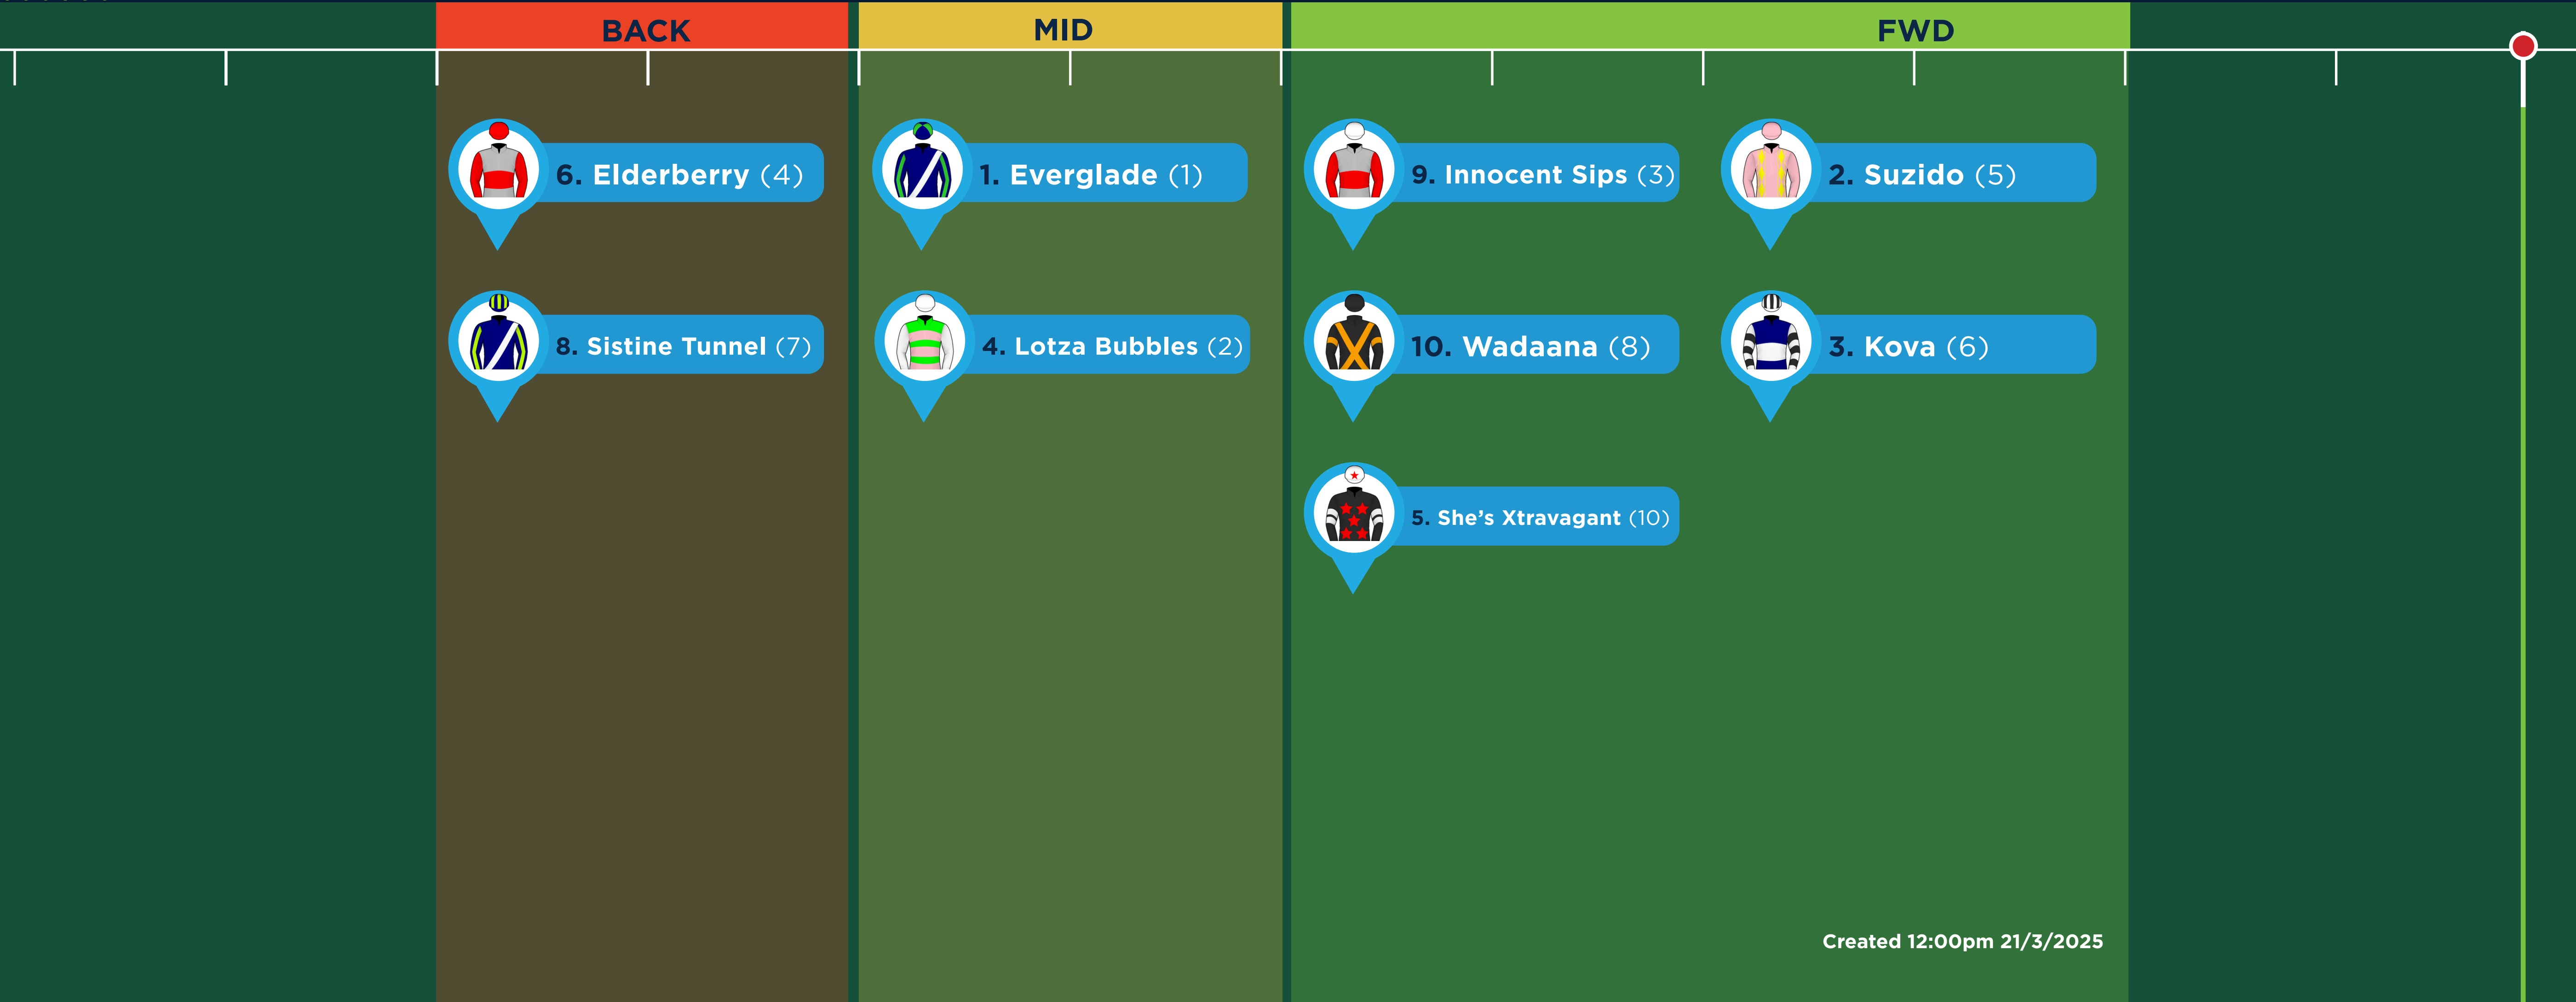 BACK
MID
FWD
6. Elderberry (4)
1. Everglade (1)
9. Innocent Sips (3)
2. Suzido (5)
8. Sistine Tunnel (7)
4. Lotza Bubbles (2)
10. Wadaana (8)
3. Kova (6)
5. She’s Xtravagant (10)
Created 12:00pm 21/3/2025